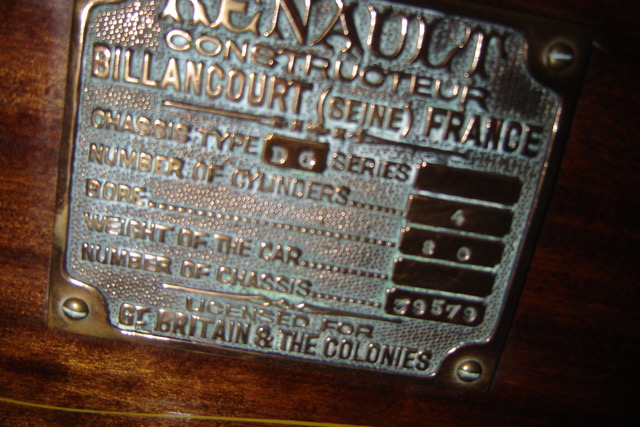 RENAULT
CONSTRUCTEUR
BILLANCOURT (SEINE) FRANCE
CHASSIS TYPE DG SERIES
NUMBER OF CYLINDERS 4
BORE 80
WEIGHT OF THE CAR
NUMBER OF CHASSIS 39579
LICENSED FOR
GT BRITAIN & THE COLONIES